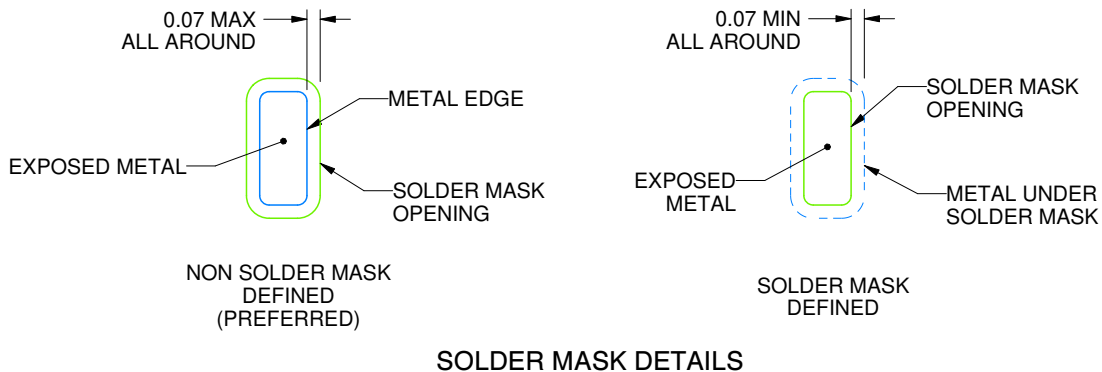 0.07 MAX
ALL AROUND
METAL EDGE
EXPOSED METAL
SOLDER MASK
OPENING
NON SOLDER MASK
DEFINED
(PREFERRED)
0.07 MIN
ALL AROUND
SOLDER MASK
OPENING
EXPOSED
METAL
METAL UNDER
SOLDER MASK
SOLDER MASK
DEFINED
SOLDER MASK DETAILS